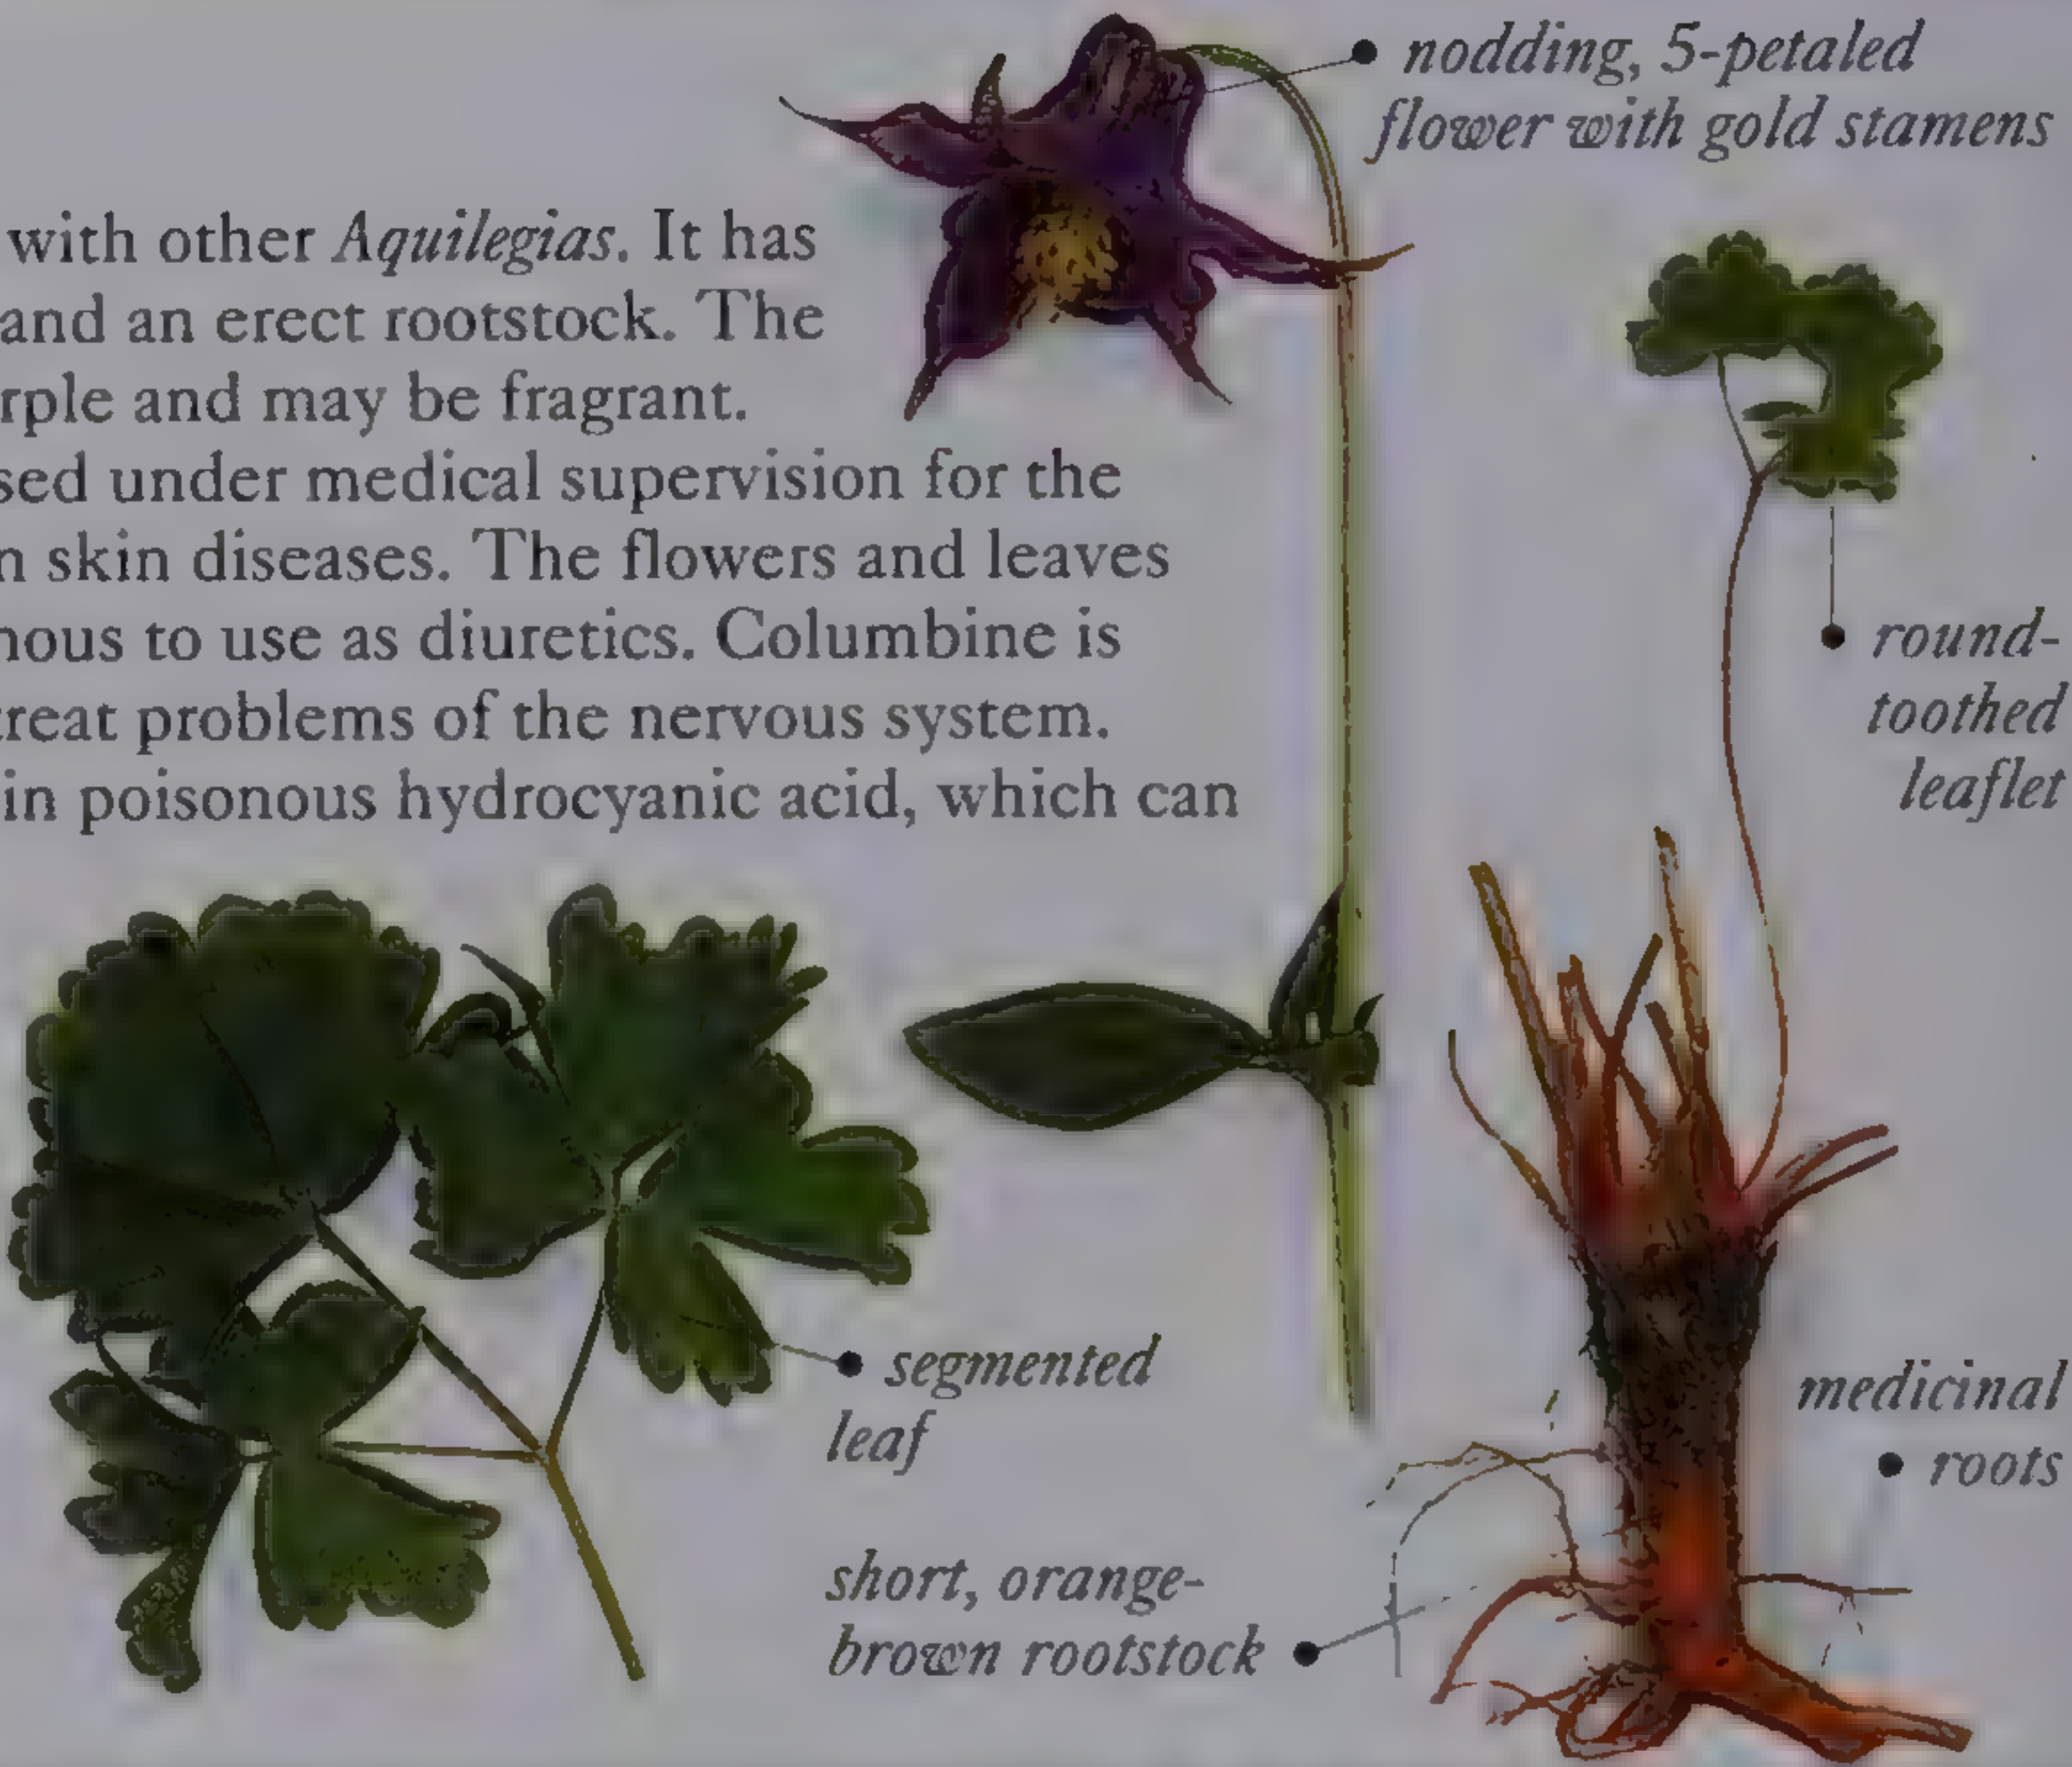 nodding, 5-petaled
flower with gold stamens
with other Aquilegias. It has
and an erect rootstock. The
rple and may be fragrant.
sed under medical supervision for the
n skin diseases. The flowers and leaves
nous to use as diuretics. Columbine is
treat problems of the nervous system.
in poisonous hydrocyanic acid, which can
round-
toothed
leaflet
segmented
leaf
medicinal
roots
short, orange-
brown rootstock